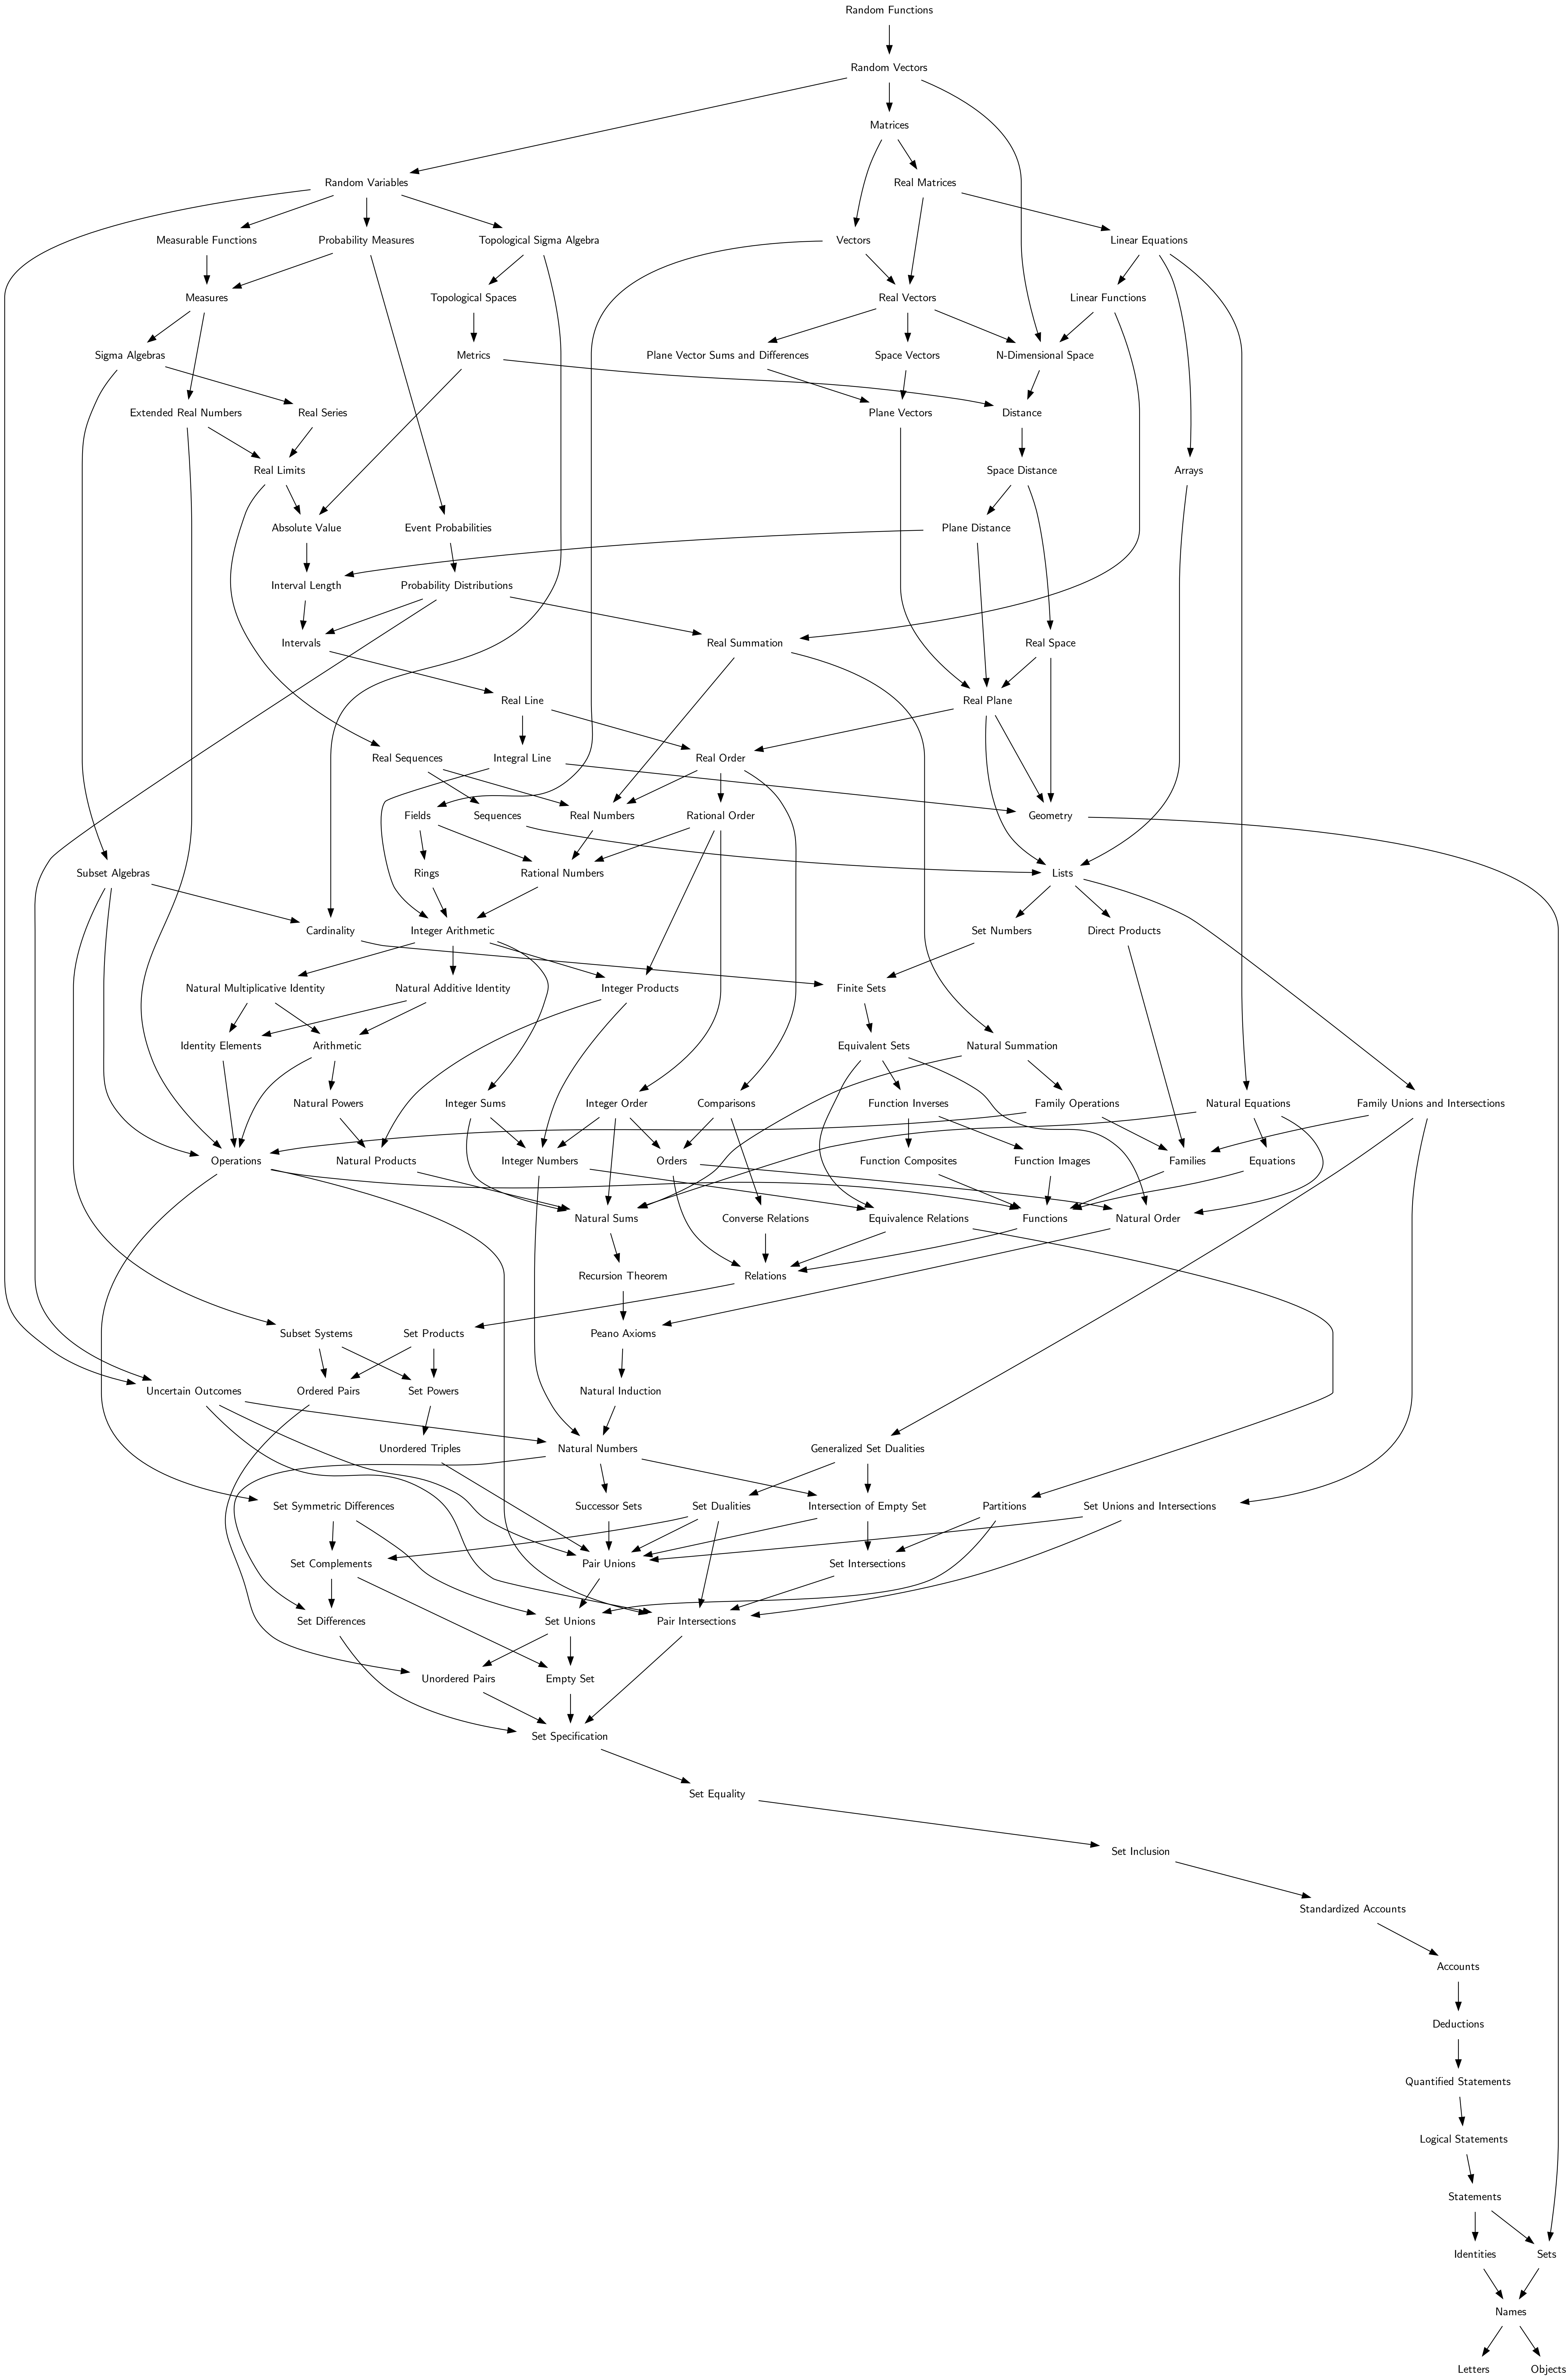 Random Functions
Random Vectors
Matrices
Random Variables
Real Matrices
Measurable Functions
Probability Measures
Topological Sigma Algebra
Vectors
Linear Equations
Measures
Topological Spaces
Real Vectors
Linear Functions
Sigma Algebras
Metrics
Plane Vector Sums and Differences
Space Vectors
N-Dimensional Space
Extended Real Numbers
Real Series
Plane Vectors
Distance
Real Limits
Space Distance
Arrays
Absolute Value
Event Probabilities
Plane Distance
Interval Length
Probability Distributions
Intervals
Real Summation
Real Space
Real Line
Real Plane
Real Sequences
Integral Line
Real Order
Fields
Sequences
Real Numbers
Rational Order
Geometry
Subset Algebras
Rings
Rational Numbers
Lists
Cardinality
Integer Arithmetic
Set Numbers
Direct Products
Natural Multiplicative Identity
Natural Additive Identity
Integer Products
Finite Sets
Identity Elements
Arithmetic
Equivalent Sets
Natural Summation
Natural Powers
Integer Sums
Integer Order
Comparisons
Function Inverses
Family Operations
Natural Equations
Family Unions and Intersections
Operations
Natural Products
Integer Numbers
Orders
Function Composites
Function Images
Families
Equations
Natural Sums
Converse Relations
Equivalence Relations
Functions
Natural Order
Recursion Theorem
Relations
Subset Systems
Set Products
Peano Axioms
Uncertain Outcomes
Ordered Pairs
Set Powers
Natural Induction
Unordered Triples
Natural Numbers
Generalized Set Dualities
Set Symmetric Differences
Successor Sets
Set Dualities
Intersection of Empty Set
Partitions
Set Unions and Intersections
Set Complements
Pair Unions
Set Intersections
Set Differences
Set Unions
Pair Intersections
Unordered Pairs
Empty Set
Set Specification
Set Equality
Set Inclusion
Standardized Accounts
Accounts
Deductions
Quantified Statements
Logical Statements
Statements
Identities
Sets
Names
Letters
Objects